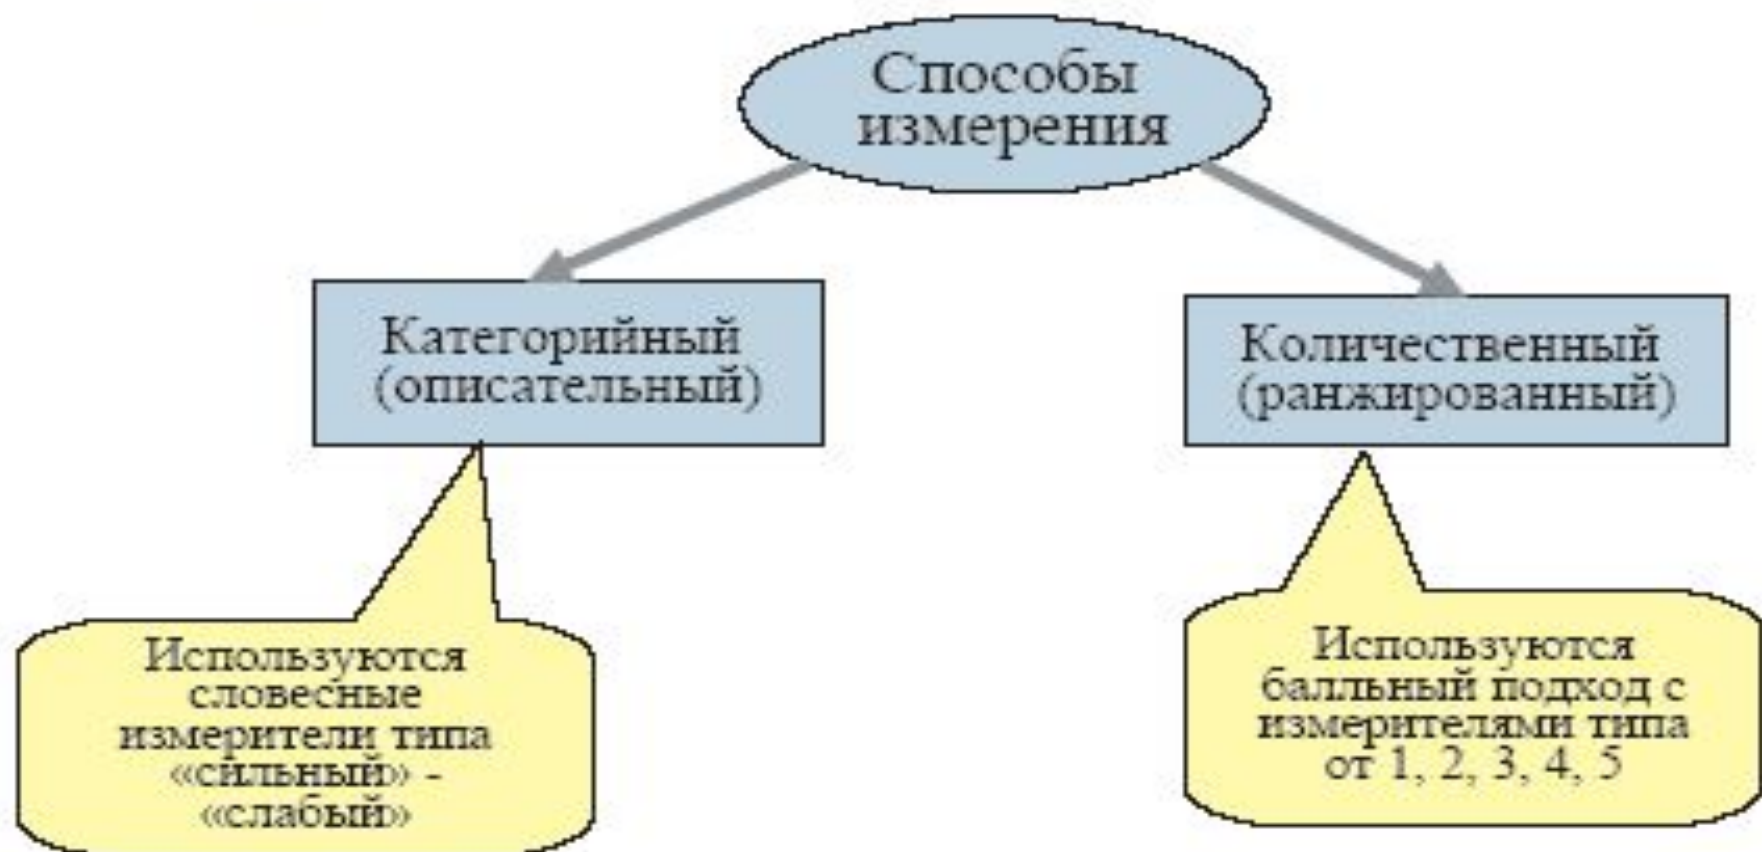 Способы
измерения
Категорийный
(описательный)
Количественный
(ранжированный)
Используются
словесные
измерители типа
«сильный» -
«слабый»
Используются
балльный подход с
измерителями типа
от 1, 2, 3, 4, 5